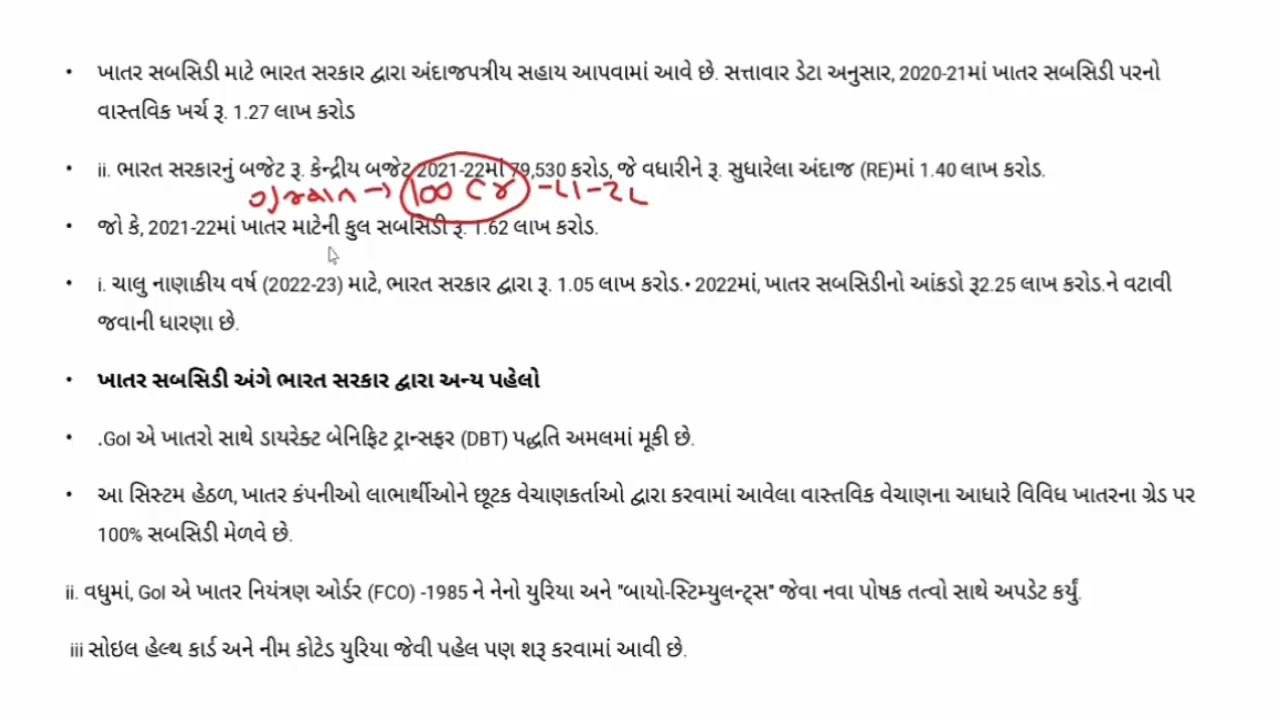 • ખાતર સબસિડી માટે ભારત સરકાર દ્વારા અંદાજપત્રીય સહાય આપવામાં આવે છે. સત્તાવાર ડેટા અનુસાર, 2020-21માં ખાતર સબસિડી પરનો
વાસ્તવિક ખર્ચ રૂ. 1.27 લાખ કરોડ
• ii. ભારત સરકારનું બજેટ રૂ. કેન્દ્રીય બજેટ 2021-22માં 79,530 કરોડ, જે વધારીને રૂ. સુધારેલા અંદાજ (RE)માં 1.40 લાખ કરોડ.
100 Cr -21-22
• જો કે, 2021-22માં ખાતર માટેની કુલ સબસિડી રૂ. 1.62 લાખ કરોડ.
• i. ચાલુ નાણાકીય વર્ષ (2022-23) માટે, ભારત સરકાર દ્વારા રૂ. 1.05 લાખ કરોડ.• 2022માં, ખાતર સબસિડીનો આંકડો રૂ2.25 લાખ કરોડ.ને વટાવી
જવાની ધારણા છે.
• ખાતર સબસિડી અંગે ભારત સરકાર દ્વારા અન્ય પહેલો
• .GoI એ ખાતરો સાથે ડાયરેક્ટ બેનિફિટ ટ્રાન્સફર (DBT) પદ્ધતિ અમલમાં મૂકી છે.
• આ સિસ્ટમ હેઠળ, ખાતર કંપનીઓ લાભાર્થીઓને છૂટક વેચાણકર્તાઓ દ્વારા કરવામાં આવેલા વાસ્તવિક વેચાણના આધારે વિવિધ ખાતરના ગ્રેડ પર
100% સબસિડી મેળવે છે.
ii. વધુમાં, GoI એ ખાતર નિયંત્રણ ઓર્ડર (FCO) -1985 ને નેનો યુરિયા અને "બાયો-સ્ટિમ્યુલન્ટ્સ" જેવા નવા પોષક તત્વો સાથે અપડેટ કર્યું.
iii સોઇલ હેલ્થ કાર્ડ અને નીમ કોટેડ યુરિયા જેવી પહેલ પણ શરૂ કરવામાં આવી છે.